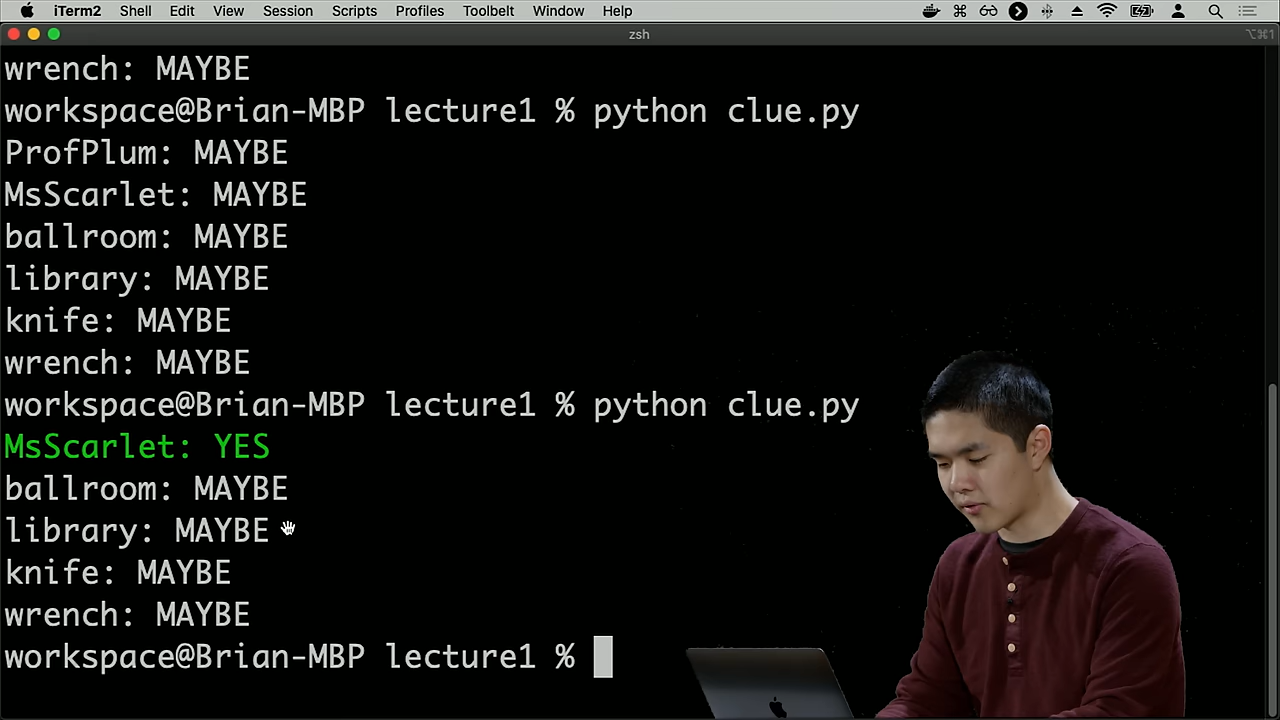 iTerm2 Shell Edit View Session Scripts Profiles Toolbelt Window Help
zsh
⌥⌘1
wrench: MAYBE
workspace@Brian-MBP lecture1 % python clue.py
ProfPlum: MAYBE
MsScarlet: MAYBE
ballroom: MAYBE
library: MAYBE
knife: MAYBE
wrench: MAYBE
workspace@Brian-MBP lecture1 % python clue.py
MsScarlet: YES
ballroom: MAYBE
library: MAYBE
knife: MAYBE
wrench: MAYBE
workspace@Brian-MBP lecture1 %